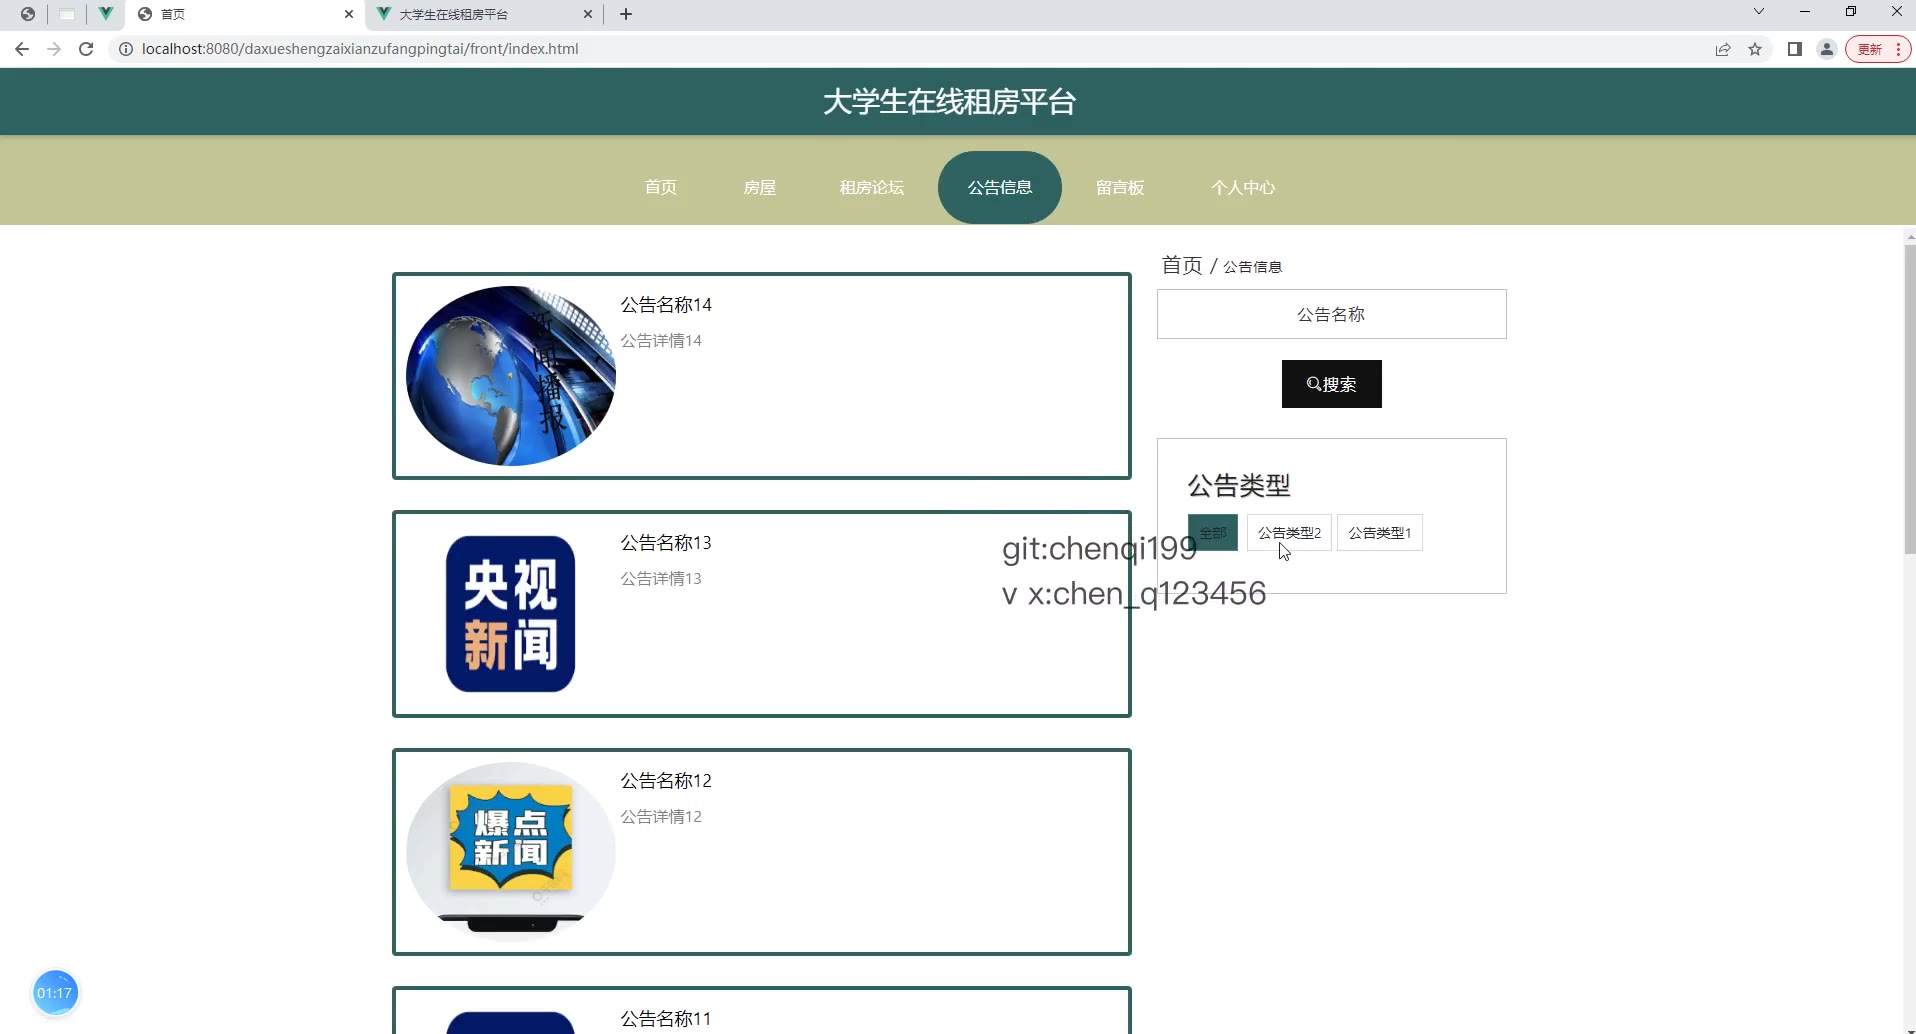 首页
大学生在线租房平台
localhost:8080/daxueshengzaixianzufangpingtai/front/index.html
更新
大学生在线租房平台
首页 房屋 租房论坛 公告信息 留言板 个人中心
首页 / 公告信息
公告名称
搜索
公告类型
全部 公告类型2 公告类型1
公告名称14
公告详情14
新闻播报
公告名称13
公告详情13
央视
新闻
git:chenqi199
v x:chen_q123456
公告名称12
公告详情12
爆点
新闻
公告名称11
01:17